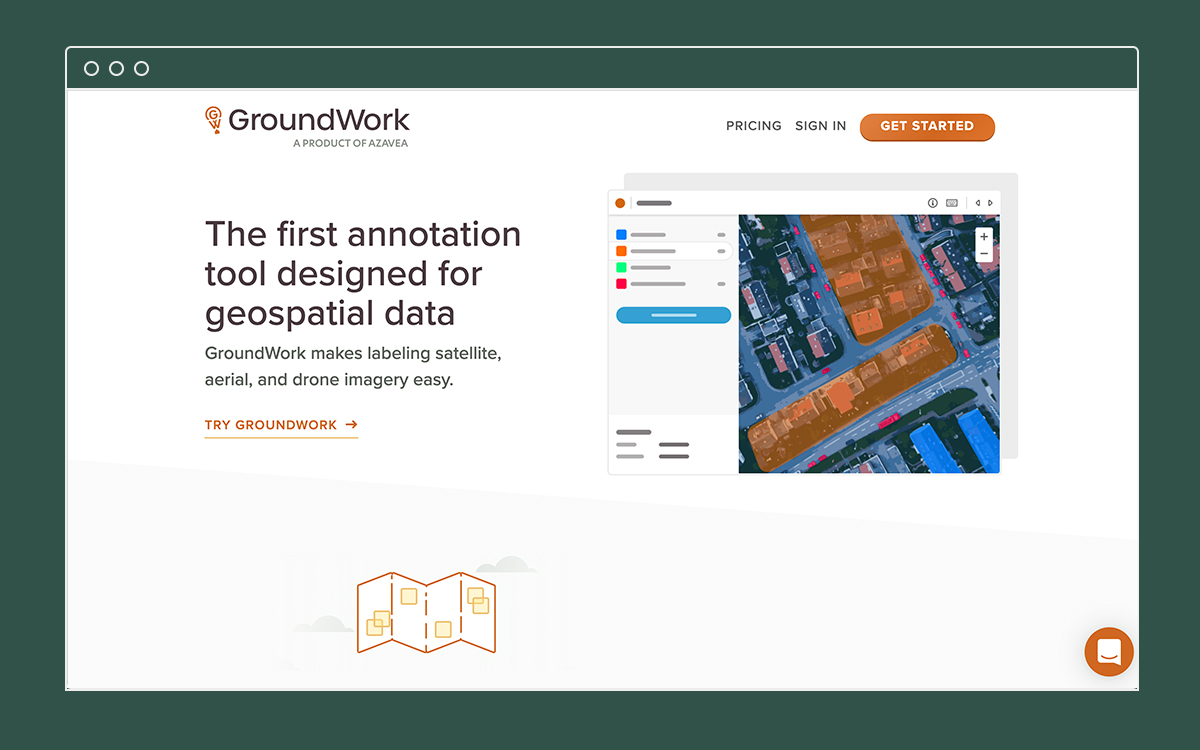 GroundWork
A PRODUCT OF AZAVEA
PRICING SIGN IN GET STARTED
The first annotation
tool designed for
geospatial data
GroundWork makes labeling satellite,
aerial, and drone imagery easy.
TRY GROUNDWORK →